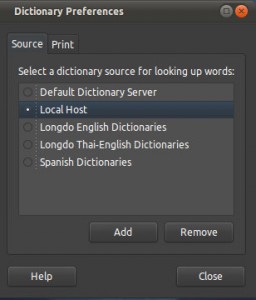 Dictionary Preferences
Source Print
Select a dictionary source for looking up words:
Default Dictionary Server
Local Host
Longdo English Dictionaries
Longdo Thai-English Dictionaries
Spanish Dictionaries
Add Remove
Help Close